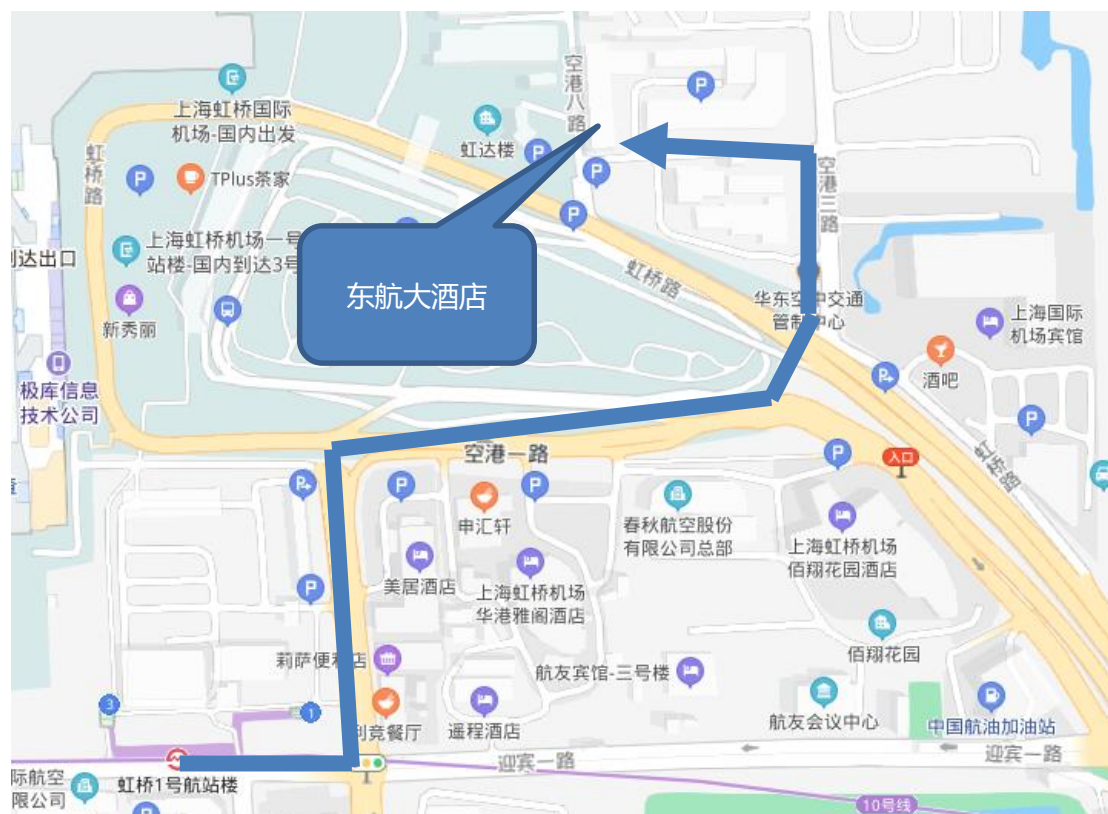 空港八路
上海虹桥国际
机场-国内出发
虹达楼
虹桥路
TPlus茶家
空港三路
达出口
上海虹桥机场一号
站楼-国内到达3号
东航大酒店
虹桥路
华东空中交通
管制中心
上海国际
机场宾馆
新秀丽
酒吧
极库信息
技术公司
空港一路
入口
虹桥路
申汇轩
春秋航空股份
有限公司总部
上海虹桥机场
佰翔花园酒店
美居酒店
上海虹桥机场
华港雅阁酒店
佰翔花园
莉萨便利店
航友宾馆-三号楼
3
1
利竞餐厅
遥程酒店
航友会议中心
中国航油加油站
迎宾一路
迎宾一路
际航空
限公司
虹桥1号航站楼
10号线